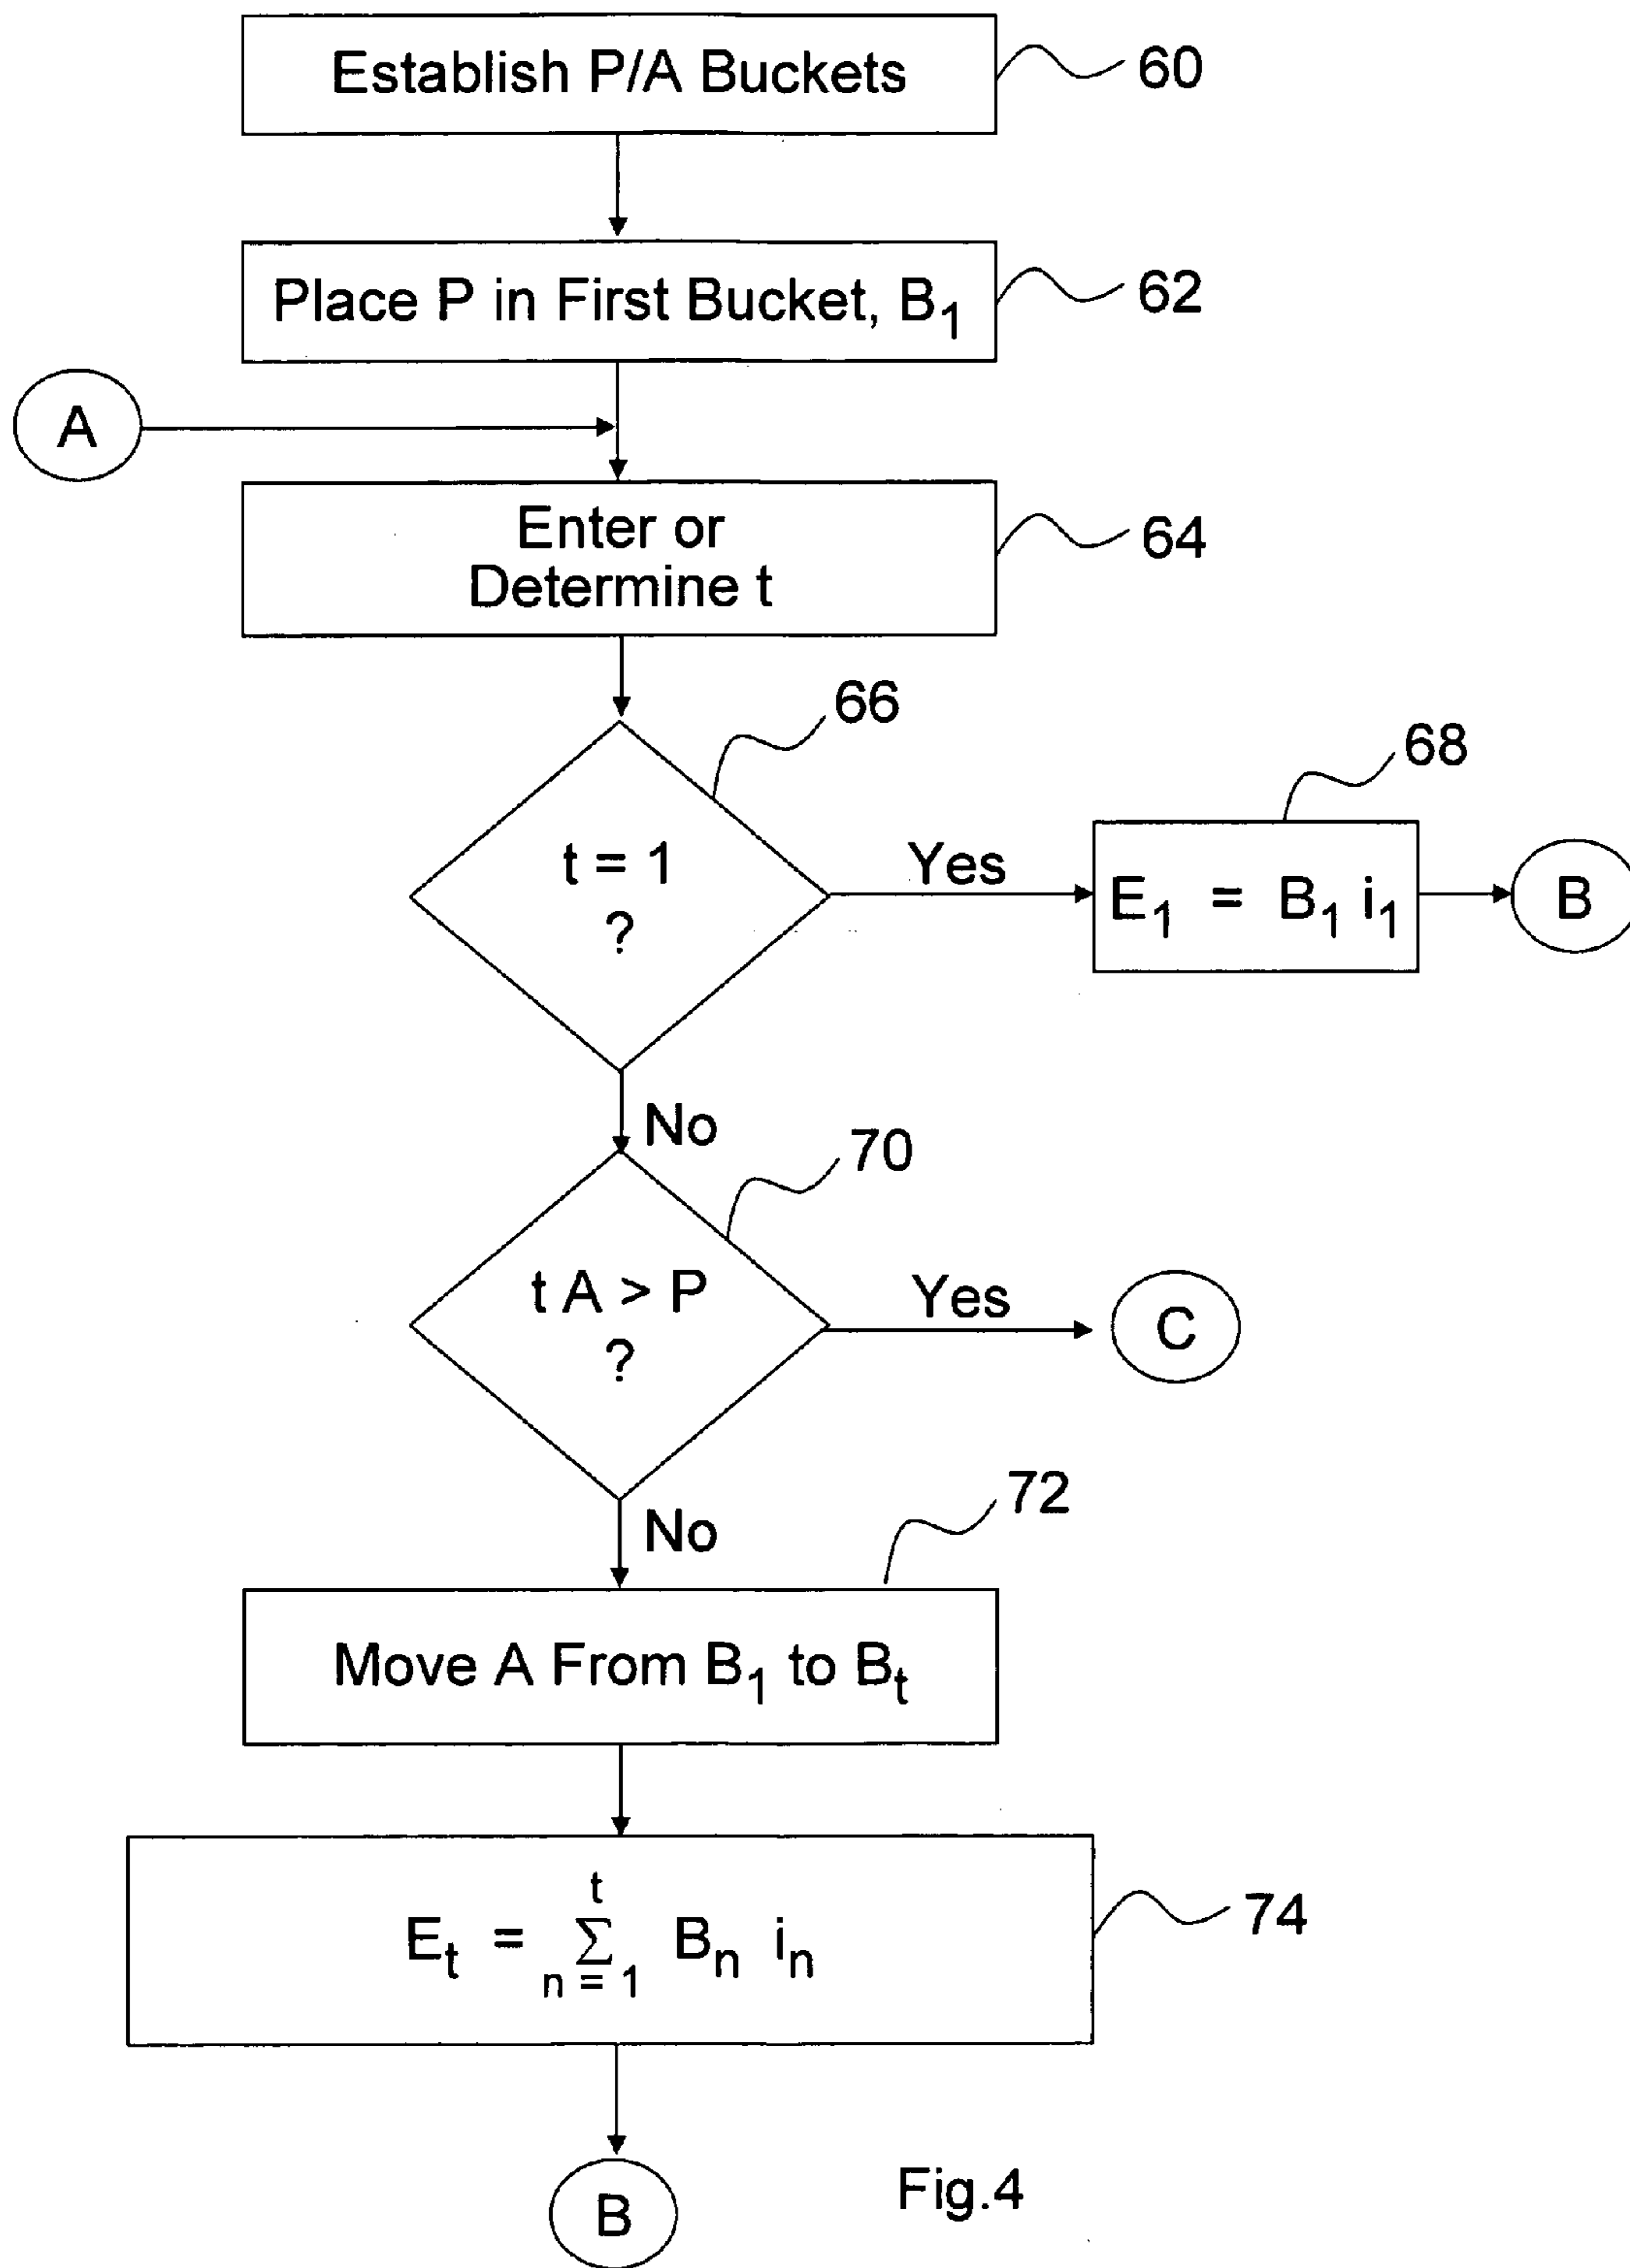 Establish P/A Buckets
60
Place P in First Bucket, B₁
62
A
Enter or
Determine t
64
66
t = 1
?
Yes
68
E₁ = B₁ i₁
B
No
70
t A > P
?
Yes
C
No
72
Move A From B₁ to Bₜ
t
Eₜ = Σ Bₙ iₙ
n = 1
74
B
Fig.4